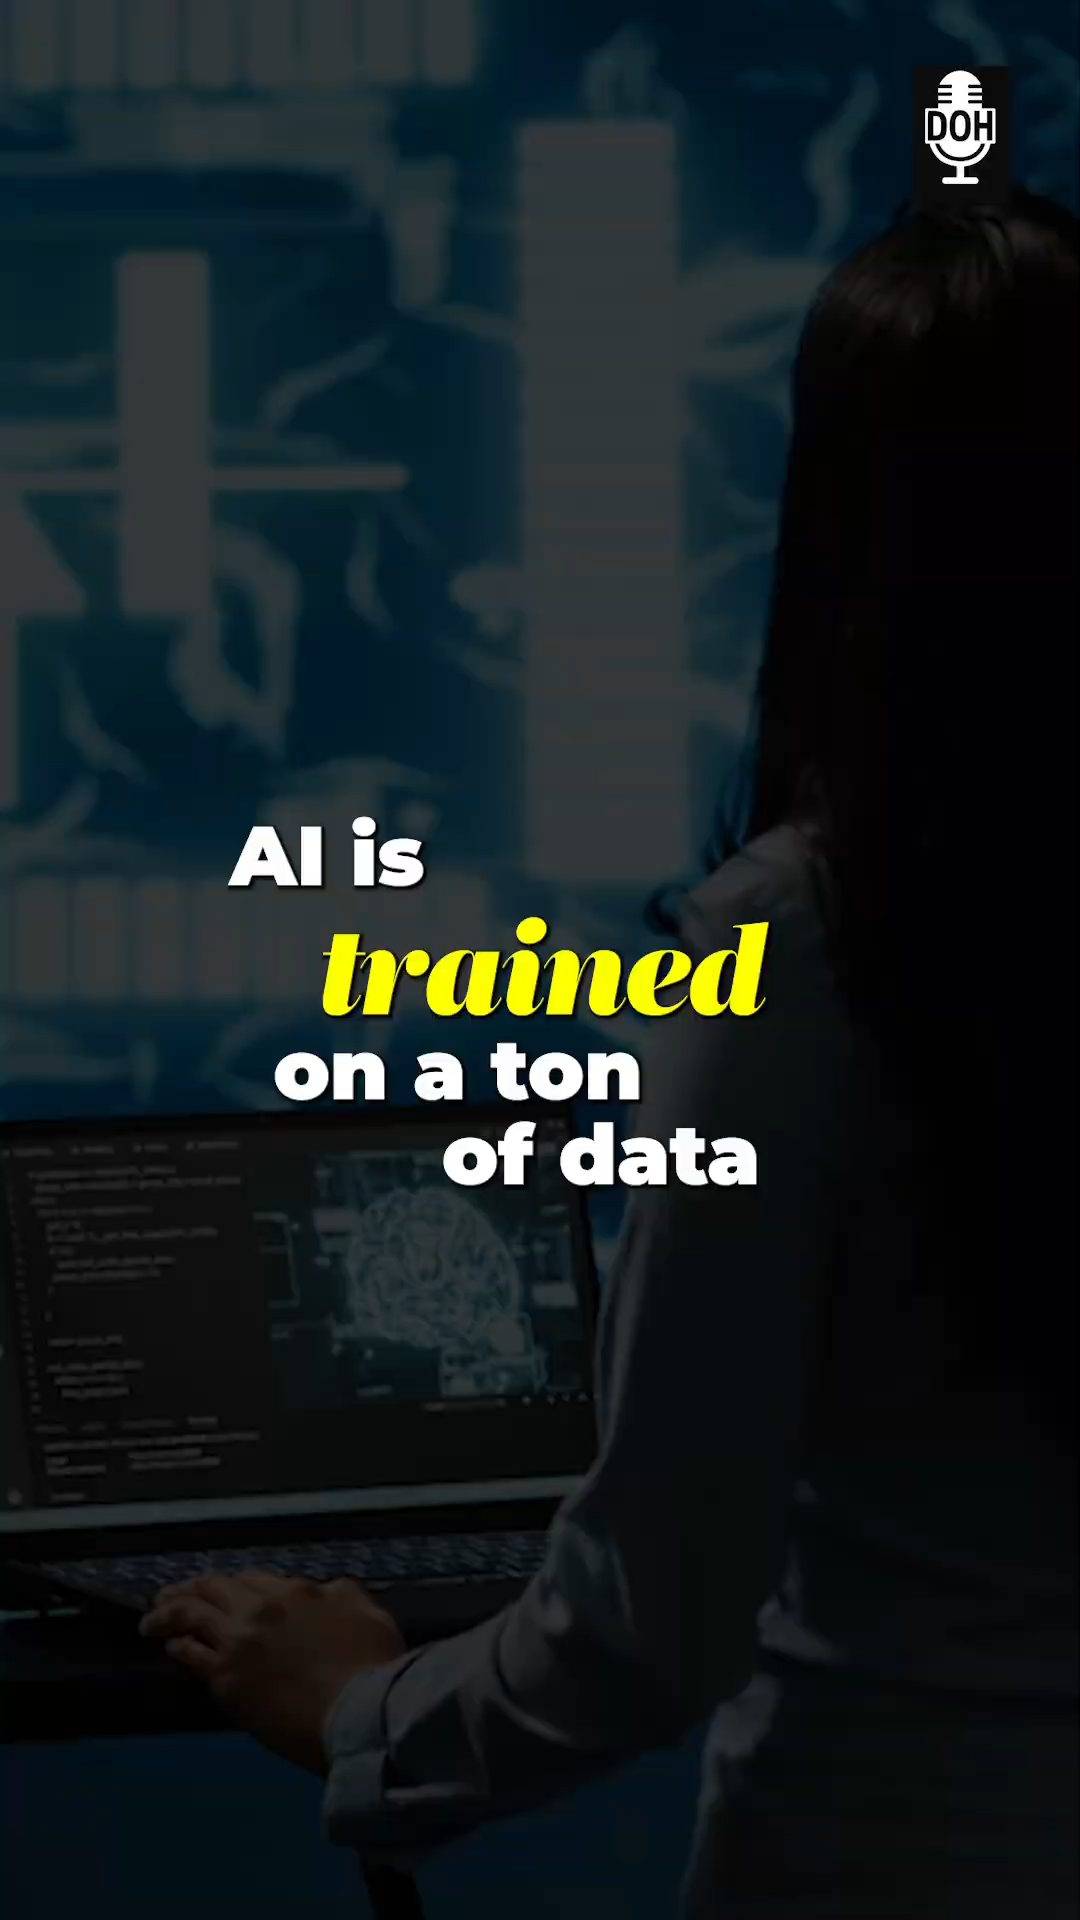 DOH
AI is
trained
on a ton
of data